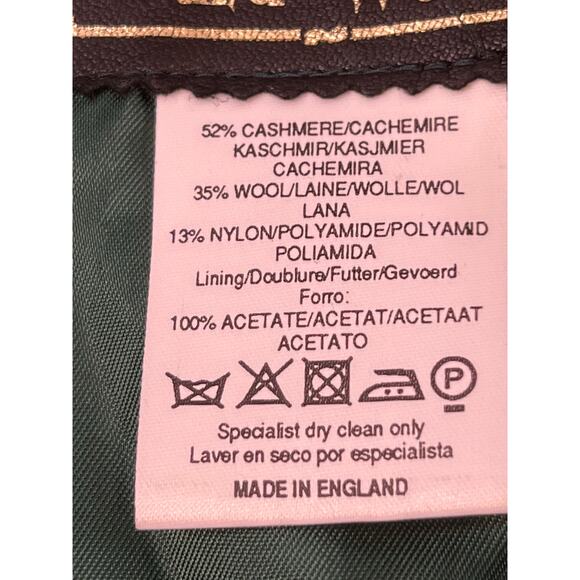 52% CASHMERE/CACHEMIRE
KASCHMIR/KASJMIER
CACHEMIRA
35% WOOL/LAINE/WOLLE/WOL
LANA
13% NYLON/POLYAMIDE/POLYAMID
POLIAMIDA
Lining/Doublure/Futter/Gevoerd
Forro:
100% ACETATE/ACETAT/ACETAAT
ACETATO
P
Specialist dry clean only
Laver en seco por especialista
MADE IN ENGLAND